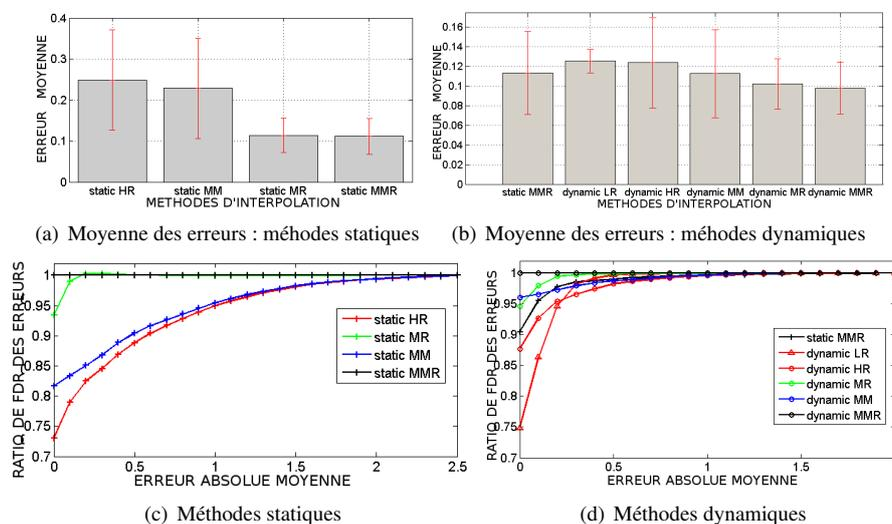 0.4
0.3
0.2
0.1
0
ERREUR MOYENNE
static HR static MM static MR static MMR
METHODES D'INTERPOLATION
(a) Moyenne des erreurs : méhodes statiques
0.16
0.14
0.12
0.1
0.08
0.06
0.04
0.02
0
ERREUR MOYENNE
static MMR dynamic LR dynamic HR dynamic MM dynamic MR dynamic MMR
METHODES D'INTERPOLATION
(b) Moyenne des erreurs : méhodes dynamiques
1
0.95
0.9
0.85
0.8
0.75
0.7
RATIO DE FDR DES ERREURS
static HR
static MR
static MM
static MMR
0 0.5 1 1.5 2 2.5
ERREUR ABSOLUE MOYENNE
(c) Méthodes statiques
1
0.95
0.9
0.85
0.8
0.75
0.7
RATIO DE FDR DES ERREURS
static MMR
dynamic LR
dynamic HR
dynamic MR
dynamic MM
dynamic MMR
0 0.5 1 1.5
ERREUR ABSOLUE MOYENNE
(d) Méthodes dynamiques